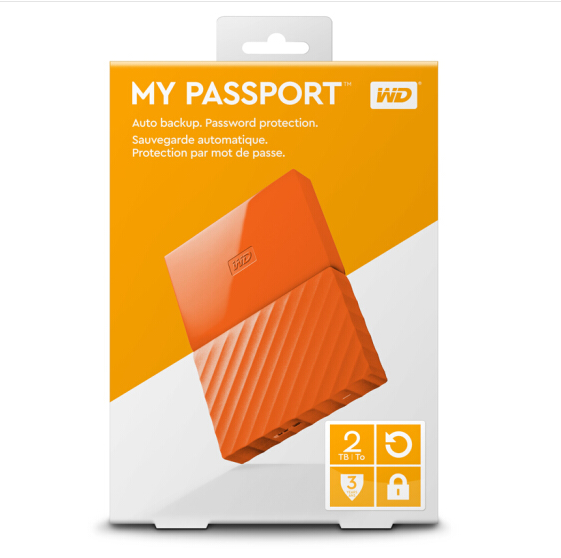 MY PASSPORT™
WD®
Auto backup. Password protection.
Sauvegarde automatique.
Protection par mot de passe.
WD
2
TB | To
3